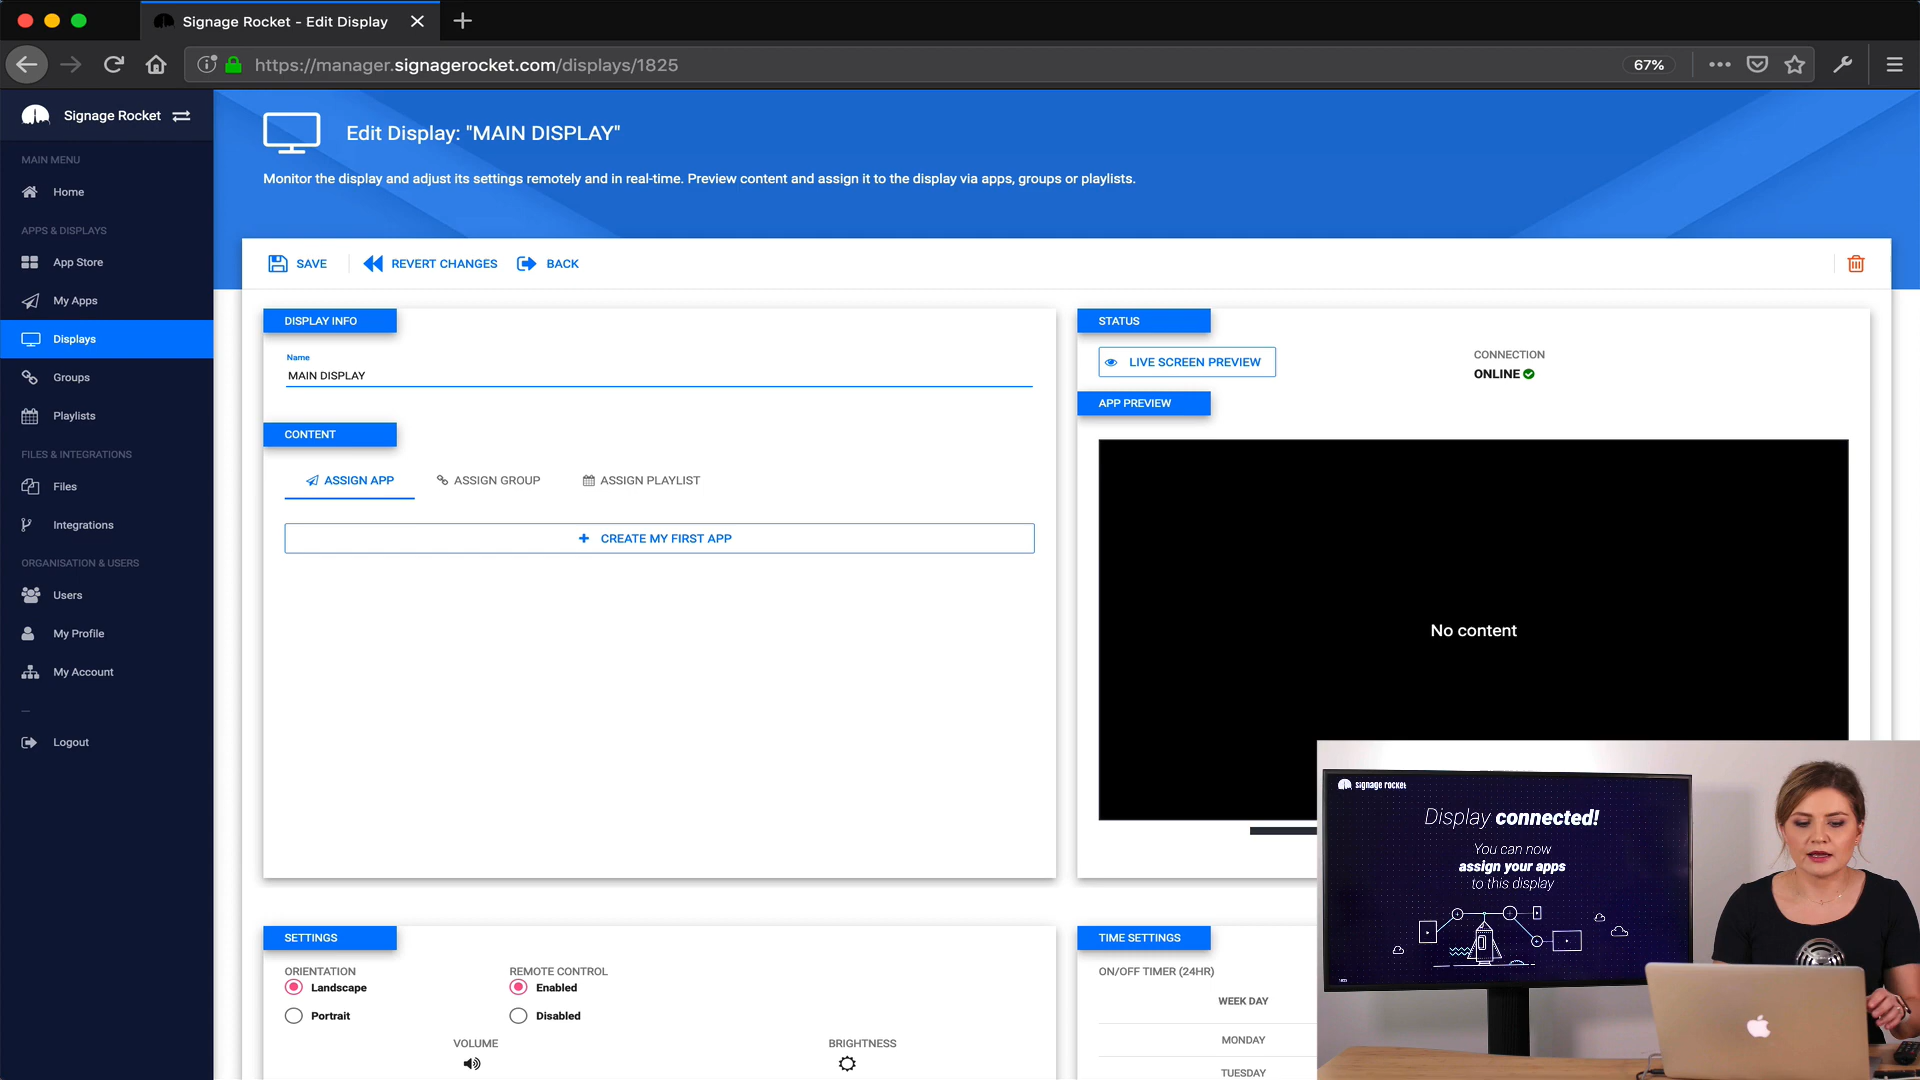 Signage Rocket - Edit Display
https://manager.signagerocket.com/displays/1825
67%
Signage Rocket
MAIN MENU
Home
APPS & DISPLAYS
App Store
My Apps
Displays
Groups
Playlists
FILES & INTEGRATIONS
Files
Integrations
ORGANISATION & USERS
Users
My Profile
My Account
Logout
Edit Display: "MAIN DISPLAY"
Monitor the display and adjust its settings remotely and in real-time. Preview content and assign it to the display via apps, groups or playlists.
SAVE
REVERT CHANGES
BACK
DISPLAY INFO
Name
MAIN DISPLAY
CONTENT
ASSIGN APP
ASSIGN GROUP
ASSIGN PLAYLIST
+ CREATE MY FIRST APP
STATUS
LIVE SCREEN PREVIEW
CONNECTION
ONLINE
APP PREVIEW
No content
SETTINGS
ORIENTATION
Landscape
Portrait
REMOTE CONTROL
Enabled
Disabled
VOLUME
BRIGHTNESS
TIME SETTINGS
ON/OFF TIMER (24HR)
WEEK DAY
MONDAY
TUESDAY
signage rocket
Display connected!
You can now
assign your apps
to this display